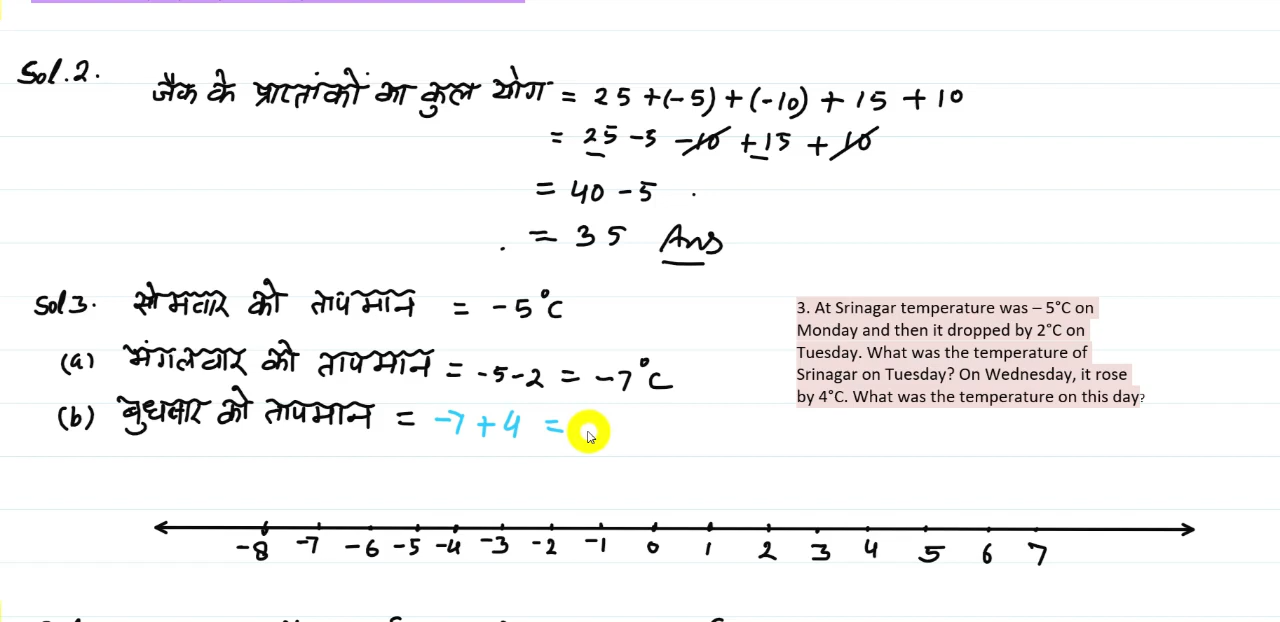 Sol.2.
जैक के प्राप्तांकों का कुल योग = 25 +(-5) + (-10) + 15 + 10
= 25 -5 -10 +15 + 10
= 40 - 5
= 35 Ans
Sol 3. सोमवार को तापमान = -5°C
(a) मंगलवार को तापमान = -5-2 = -7°C
(b) बुधवार को तापमान = -7 + 4 =
3. At Srinagar temperature was – 5°C on
Monday and then it dropped by 2°C on
Tuesday. What was the temperature of
Srinagar on Tuesday? On Wednesday, it rose
by 4°C. What was the temperature on this day?
-8 -7 -6 -5 -4 -3 -2 -1 0 1 2 3 4 5 6 7